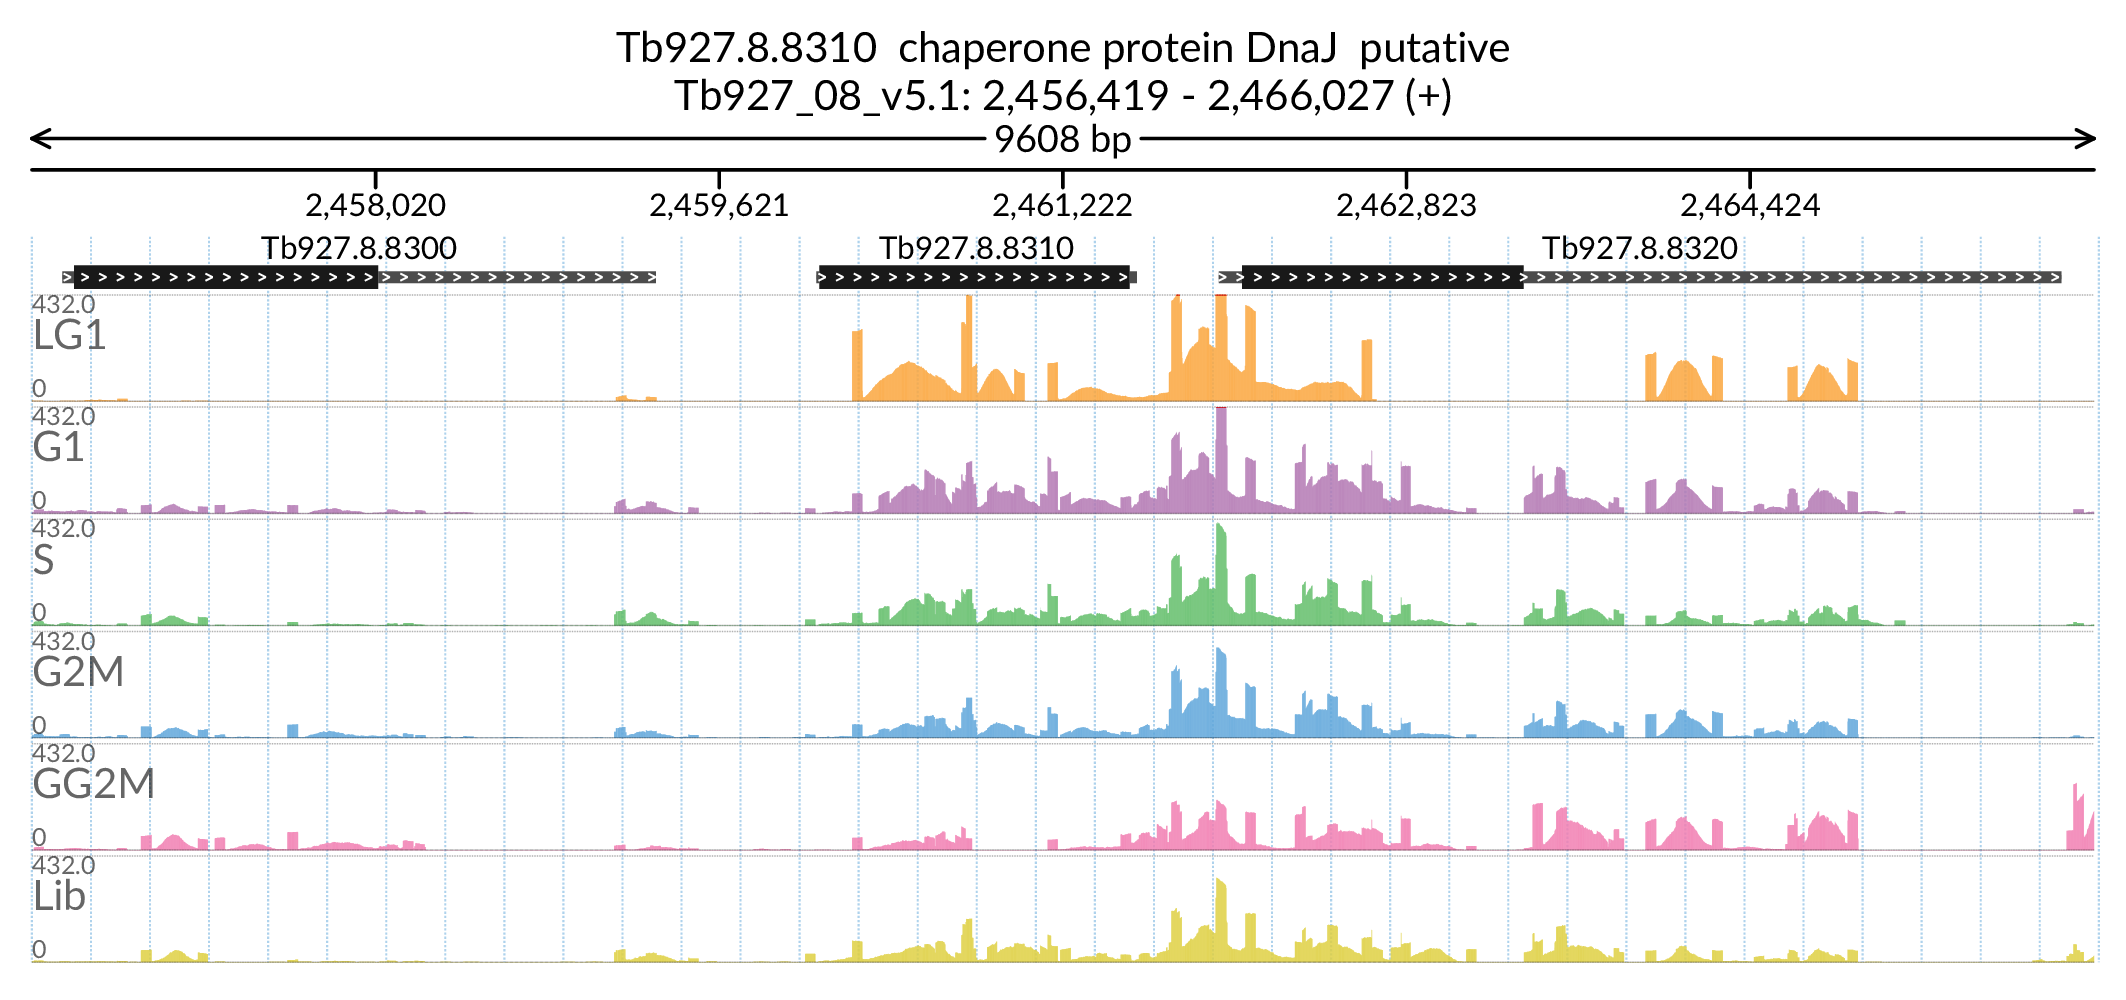 Tb927.8.8310 chaperone protein DnaJ putative
Tb927_08_v5.1: 2,456,419 - 2,466,027 (+)
9608 bp
2,458,020 2,459,621 2,461,222 2,462,823 2,464,424
Tb927.8.8300 Tb927.8.8310 Tb927.8.8320
432.0
LG1
0
432.0
G1
0
432.0
S
0
432.0
G2M
0
432.0
GG2M
0
432.0
Lib
0